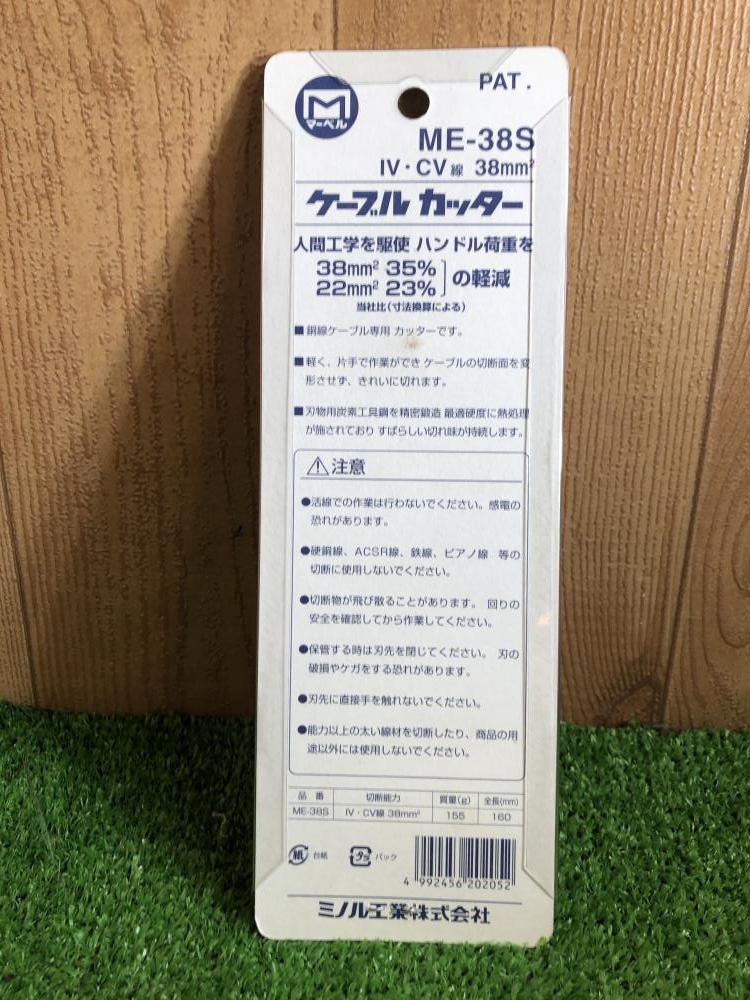 M
マーベル
PAT.
ME-38S
IV・CV線 38mm²
ケーブルカッター
人間工学を駆使 ハンドル荷重を
38mm² 35%
22mm² 23%
の軽減
当社比(寸法換算による)
■銅線ケーブル専用 カッターです。
■軽く、片手で作業ができ ケーブルの切断面を変
形させず、きれいに切れます。
■刃物用炭素工具鋼を精密鍛造 最適硬度に熱処理
が施されており すばらしい切れ味が持続します。
⚠注意
●活線での作業は行わないでください。感電の
恐れがあります。
●硬銅線、ACSR線、鉄線、ピアノ線 等の
切断に使用しないでください。
●切断物が飛び散ることがあります。 回りの
安全を確認してから作業してください。
●保管する時は刃先を閉じてください。 刃の
破損やケガをする恐れがあります。
●刃先に直接手を触れないでください。
●能力以上の太い線材を切断したり、商品の用
途以外には使用しないでください。
品 番 切断能力 質量(g) 全長(mm)
ME-38S IV・CV線 38mm² 155 160
紙 台紙 プラ パック
4 992456 202052
ミノル工業株式会社